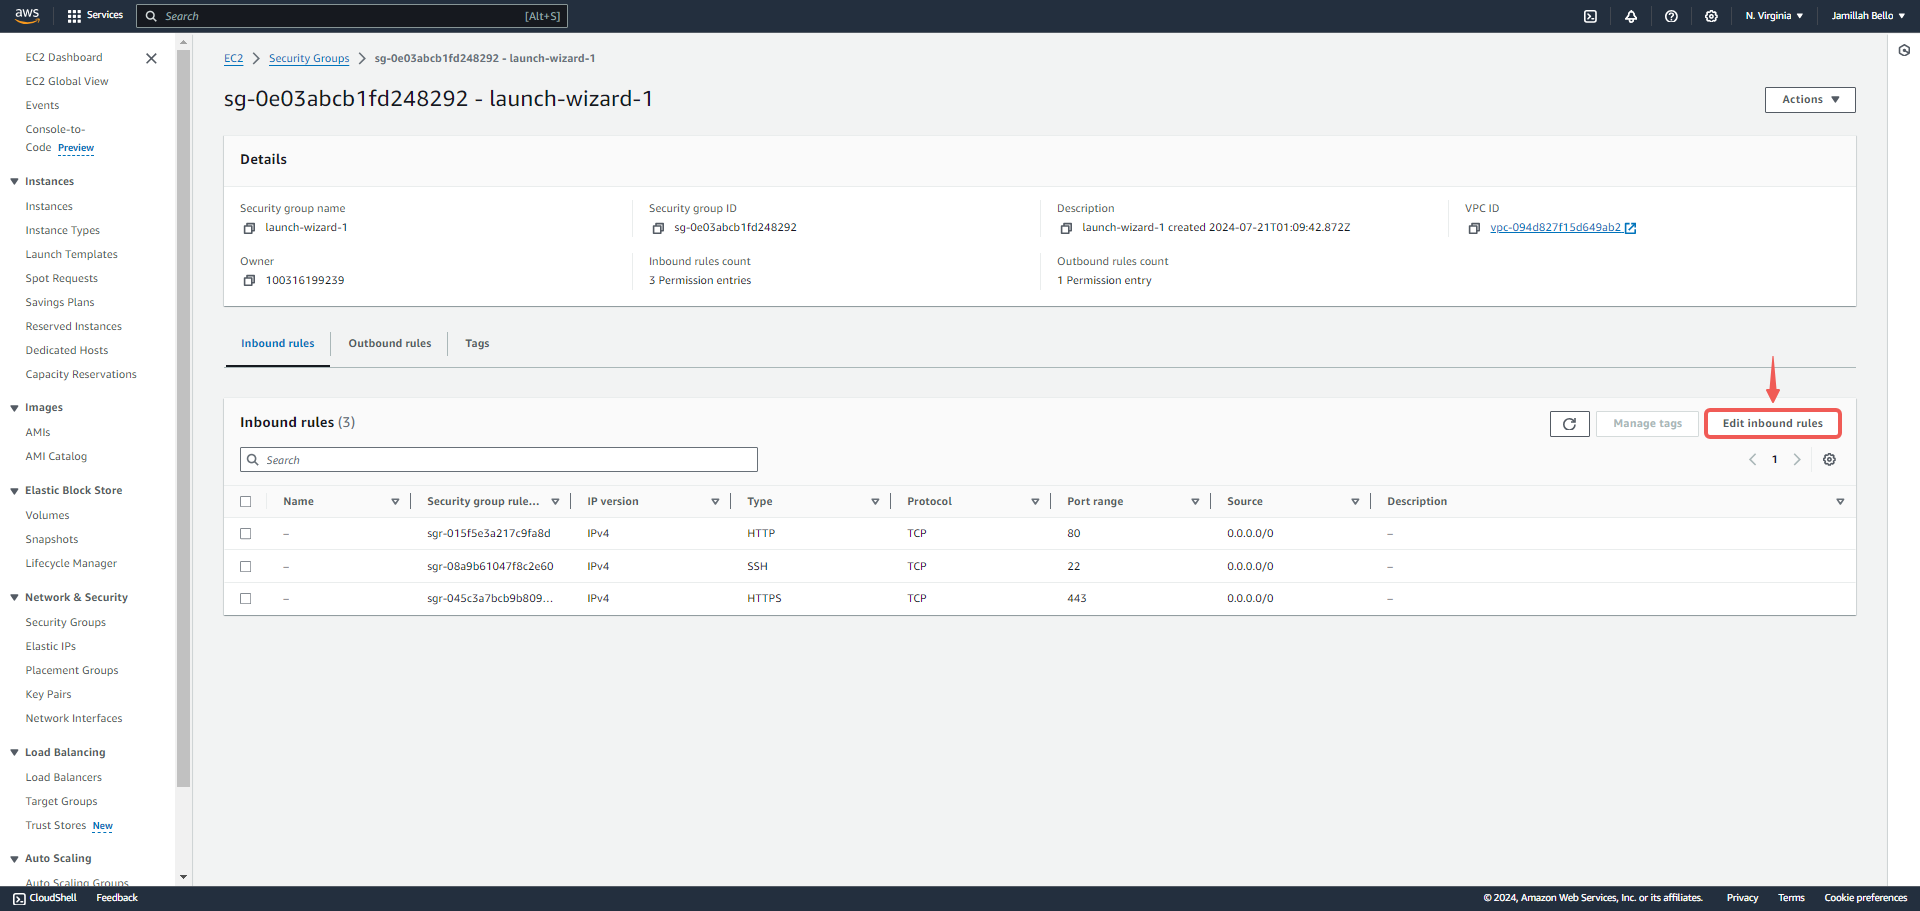 aws Services Search [Alt+S] N. Virginia Jamillah Bello
EC2 Dashboard
EC2 Global View
Events
Console-to-
Code Preview
Instances
Instances
Instance Types
Launch Templates
Spot Requests
Savings Plans
Reserved Instances
Dedicated Hosts
Capacity Reservations
Images
AMIs
AMI Catalog
Elastic Block Store
Volumes
Snapshots
Lifecycle Manager
Network & Security
Security Groups
Elastic IPs
Placement Groups
Key Pairs
Network Interfaces
Load Balancing
Load Balancers
Target Groups
Trust Stores New
Auto Scaling
Auto Scaling Groups
EC2 Security Groups sg-0e03abcb1fd248292 - launch-wizard-1
sg-0e03abcb1fd248292 - launch-wizard-1
Actions
Details
Security group name Security group ID Description VPC ID
launch-wizard-1 sg-0e03abcb1fd248292 launch-wizard-1 created 2024-07-21T01:09:42.872Z vpc-094d827f15d649ab2
Owner Inbound rules count Outbound rules count
100316199239 3 Permission entries 1 Permission entry
Inbound rules Outbound rules Tags
Inbound rules (3) Manage tags Edit inbound rules
Search 1
Name Security group rule... IP version Type Protocol Port range Source Description
– sgr-015f5e3a217c9fa8d IPv4 HTTP TCP 80 0.0.0.0/0 –
– sgr-08a9b61047f8c2e60 IPv4 SSH TCP 22 0.0.0.0/0 –
– sgr-045c3a7bcb9b809... IPv4 HTTPS TCP 443 0.0.0.0/0 –
CloudShell Feedback © 2024, Amazon Web Services, Inc. or its affiliates. Privacy Terms Cookie preferences